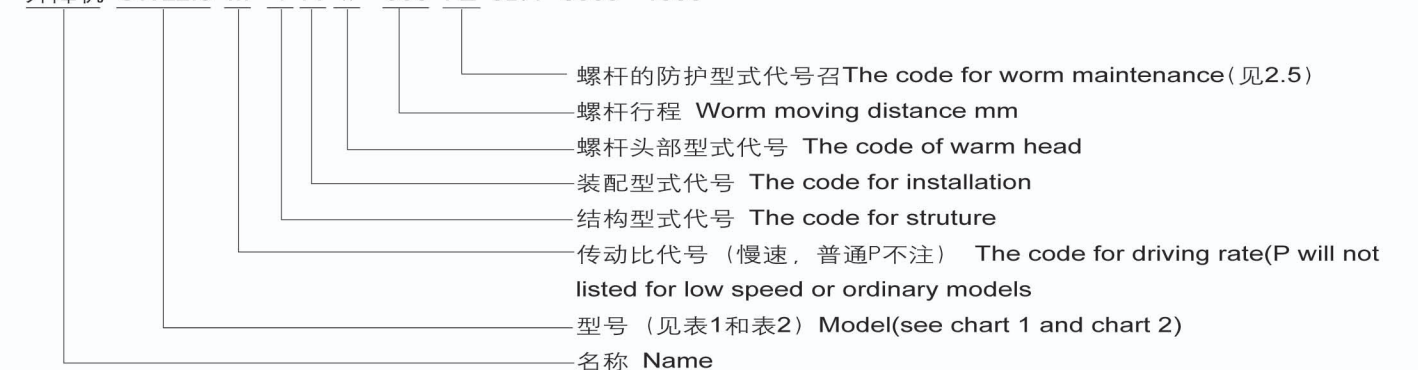 螺杆的防护型式代号召The code for worm maintenance(见2.5)
螺杆行程 Worm moving distance mm
螺杆头部型式代号 The code of warm head
装配型式代号 The code for installation
结构型式代号 The code for struture
传动比代号（慢速，普通P不注） The code for driving rate(P will not
listed for low speed or ordinary models
型号（见表1和表2）Model(see chart 1 and chart 2)
名称 Name